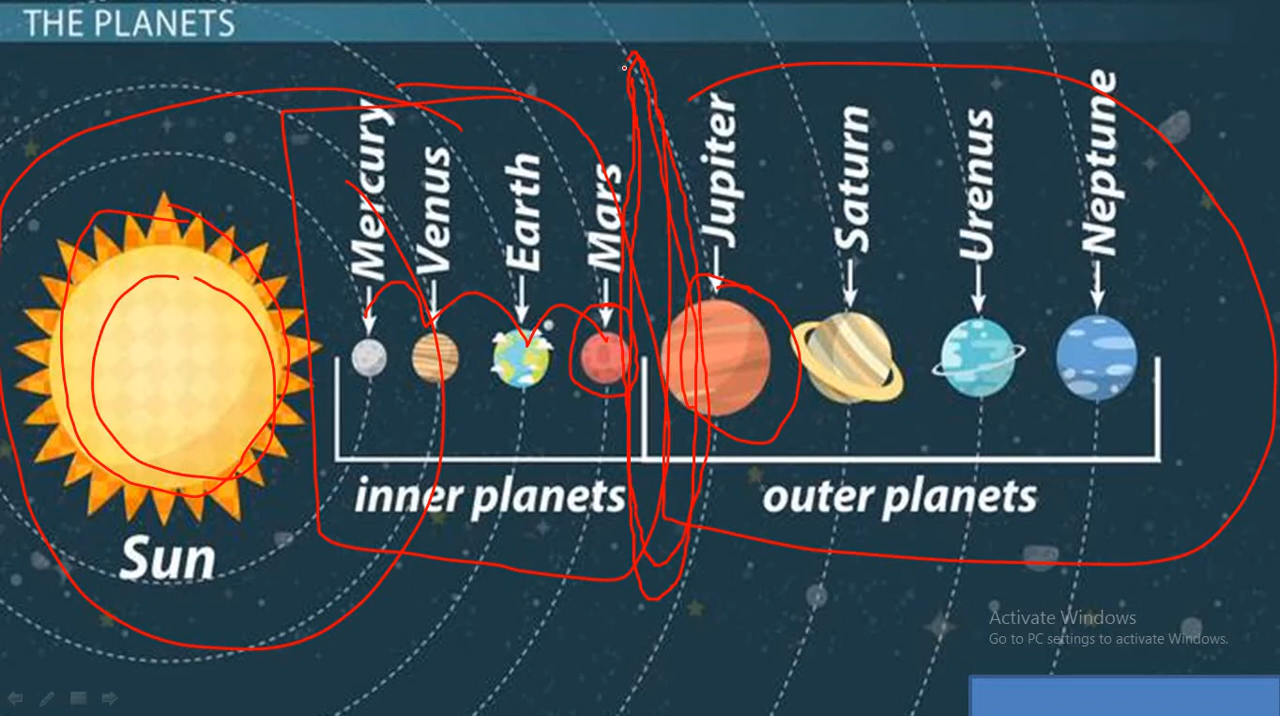 THE PLANETS
Mercury
Venus
Earth
Mars
Jupiter
Saturn
Urenus
Neptune
inner planets
outer planets
Sun
Activate Windows
Go to PC settings to activate Windows.